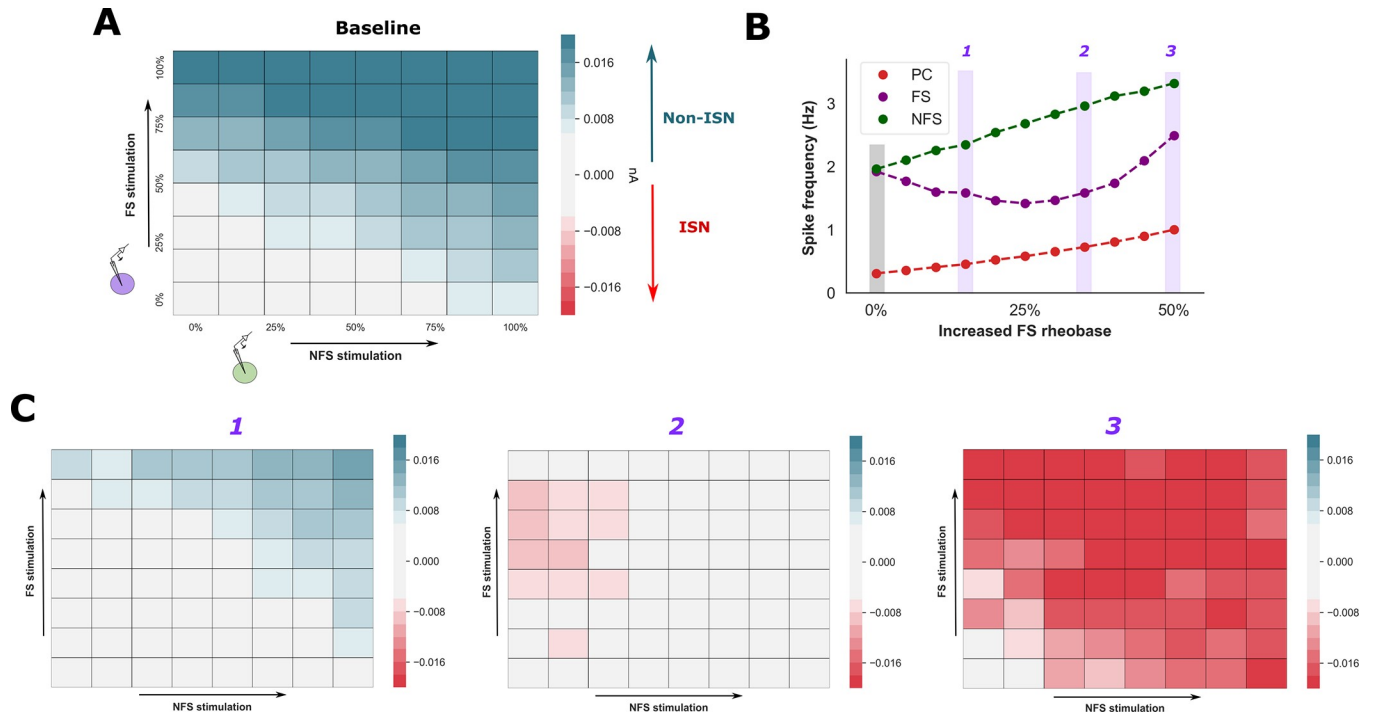 A
Baseline
FS stimulation
0%
25%
50%
75%
100%
0%
25%
50%
75%
100%
NFS stimulation
0.016
0.008
0.000
−0.008
−0.016
nA
Non-ISN
ISN
B
1
2
3
PC
FS
NFS
Spike frequency (Hz)
3
2
1
0
0%
25%
50%
Increased FS rheobase
C
1
FS stimulation
NFS stimulation
0.016
0.008
0.000
−0.008
−0.016
2
FS stimulation
NFS stimulation
0.016
0.008
0.000
−0.008
−0.016
3
FS stimulation
NFS stimulation
0.016
0.008
0.000
−0.008
−0.016